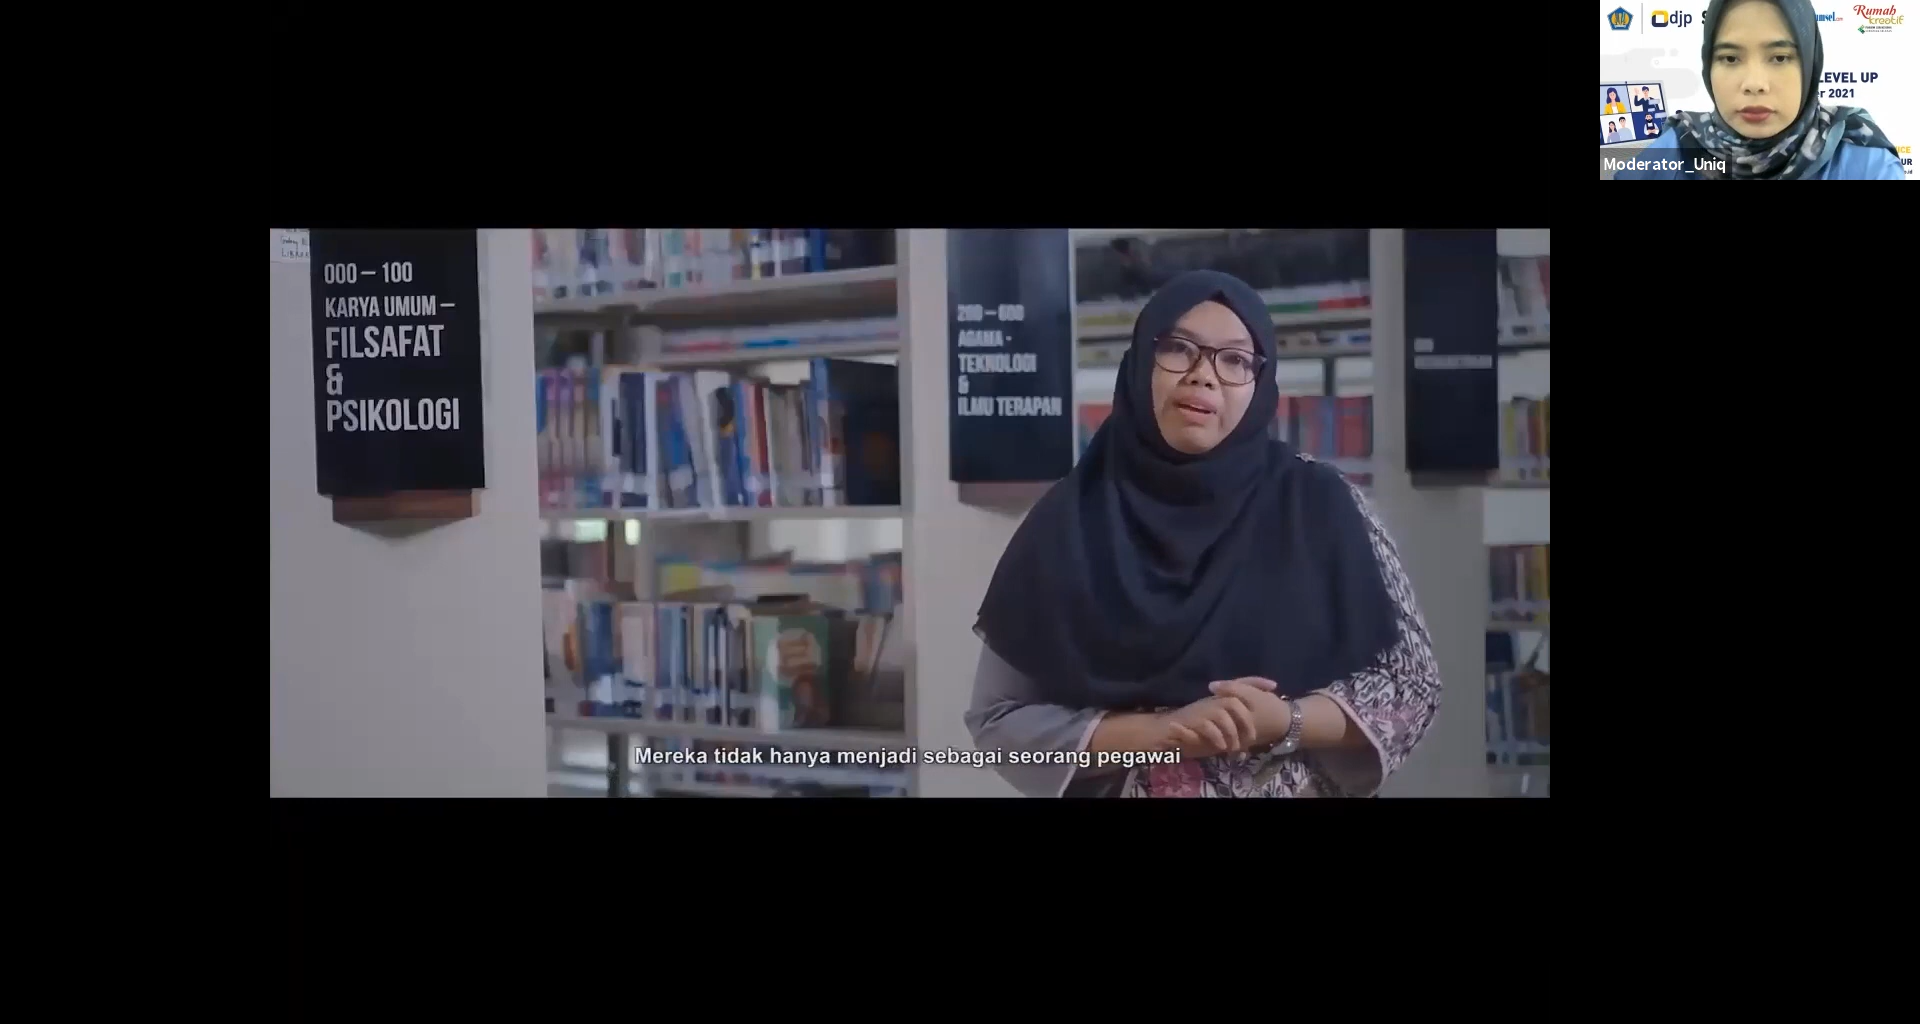 000 – 100
KARYA UMUM –
FILSAFAT
&
PSIKOLOGI
200 – 600
AGAMA -
TEKNOLOGI
&
ILMU TERAPAN
Mereka tidak hanya menjadi sebagai seorang pegawai
djp
Rumah
kreatif
LEVEL UP
2021
Moderator_Uniq